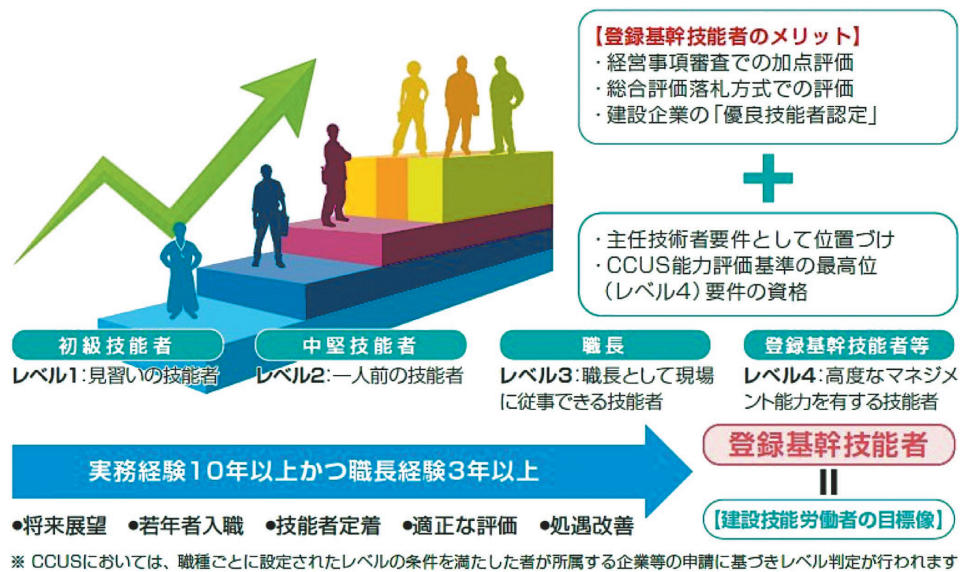 【登録基幹技能者のメリット】
・経営事項審査での加点評価
・総合評価落札方式での評価
・建設企業の「優良技能者認定」
・主任技術者要件として位置づけ
・CCUS能力評価基準の最高位
（レベル4）要件の資格
初級技能者
レベル1：見習いの技能者
中堅技能者
レベル2：一人前の技能者
職長
レベル3：職長として現場
に従事できる技能者
登録基幹技能者等
レベル4：高度なマネジメ
ント能力を有する技能者
実務経験10年以上かつ職長経験3年以上
登録基幹技能者
【建設技能労働者の目標像】
●将来展望 ●若年者入職 ●技能者定着 ●適正な評価 ●処遇改善
※ CCUSにおいては、職種ごとに設定されたレベルの条件を満たした者が所属する企業等の申請に基づきレベル判定が行われます